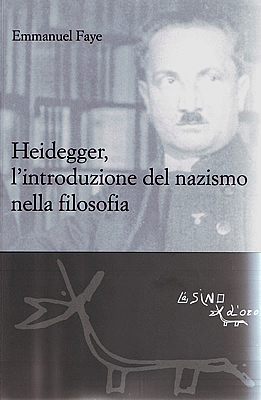 Emmanuel Faye
Heidegger,
l'introduzione del nazismo
nella filosofia
L'ASINO
d'oro